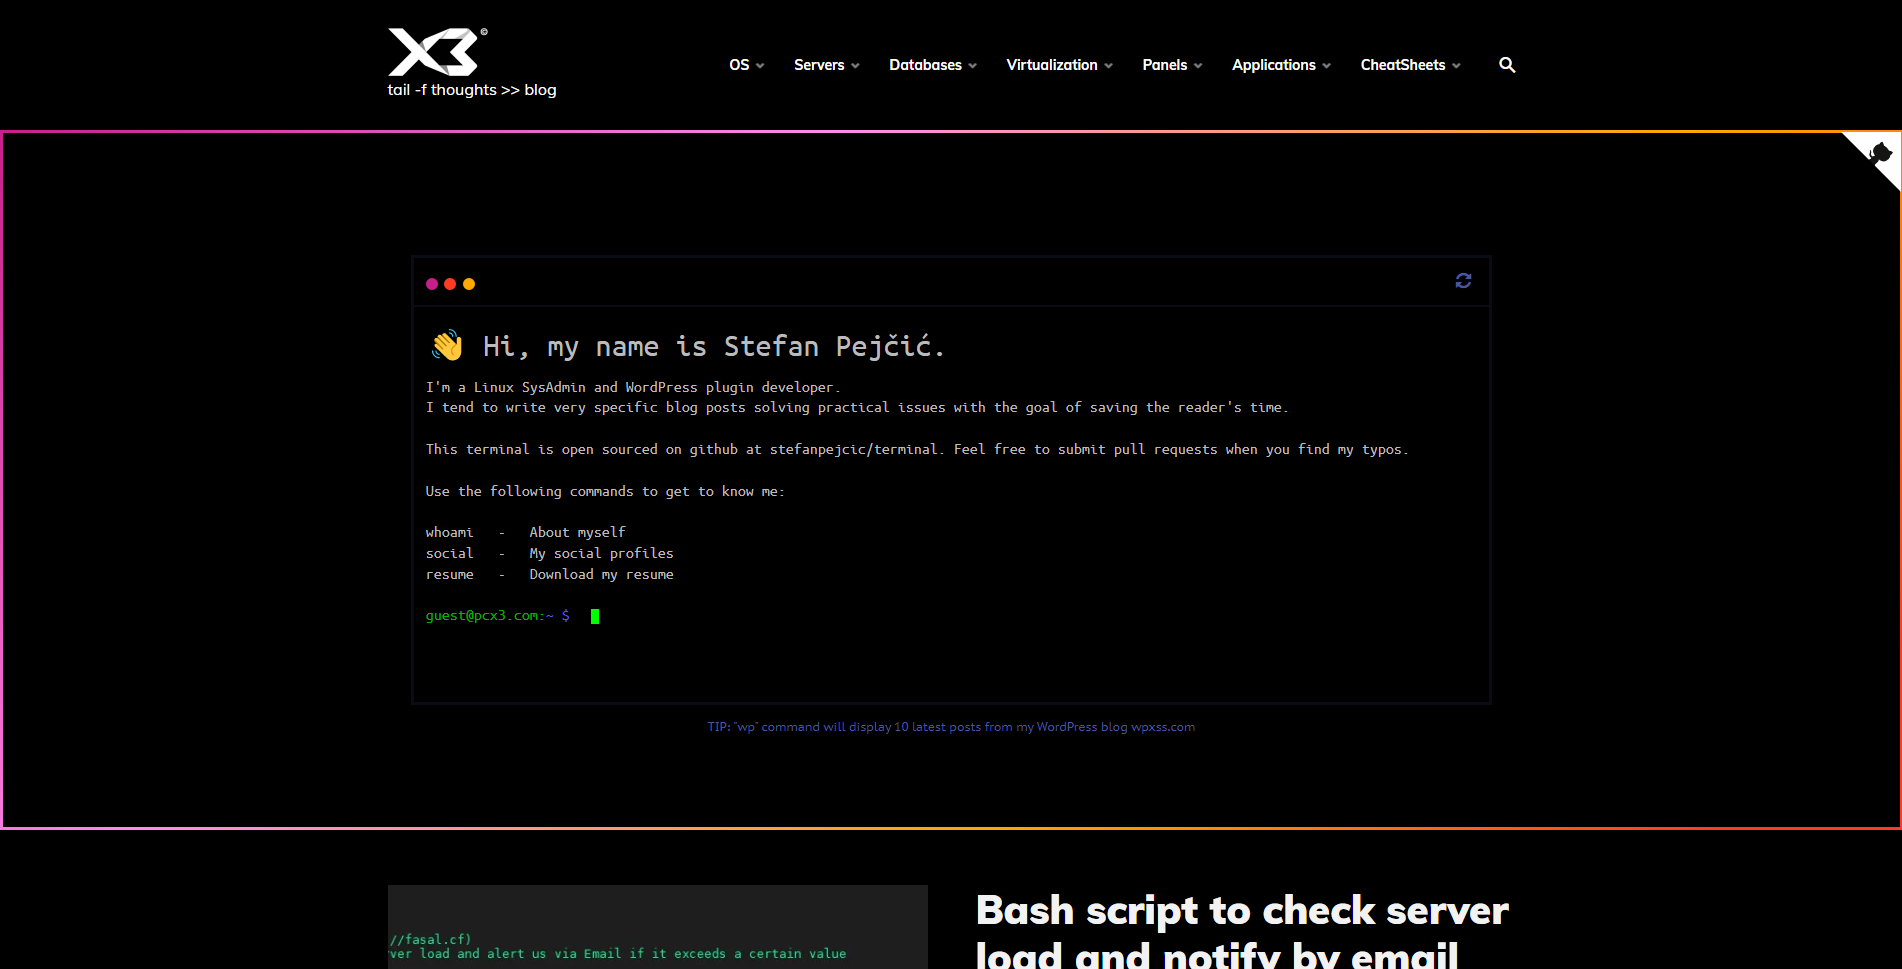 X3©
tail -f thoughts >> blog
OS Servers Databases Virtualization Panels Applications CheatSheets
👋 Hi, my name is Stefan Pejčić.
I'm a Linux SysAdmin and WordPress plugin developer.
I tend to write very specific blog posts solving practical issues with the goal of saving the reader's time.
This terminal is open sourced on github at stefanpejcic/terminal. Feel free to submit pull requests when you find my typos.
Use the following commands to get to know me:
whoami - About myself
social - My social profiles
resume - Download my resume
guest@pcx3.com:~ $
TIP: "wp" command will display 10 latest posts from my WordPress blog wpxss.com
//fasal.cf)
ver load and alert us via Email if it exceeds a certain value
Bash script to check server
load and notify by email